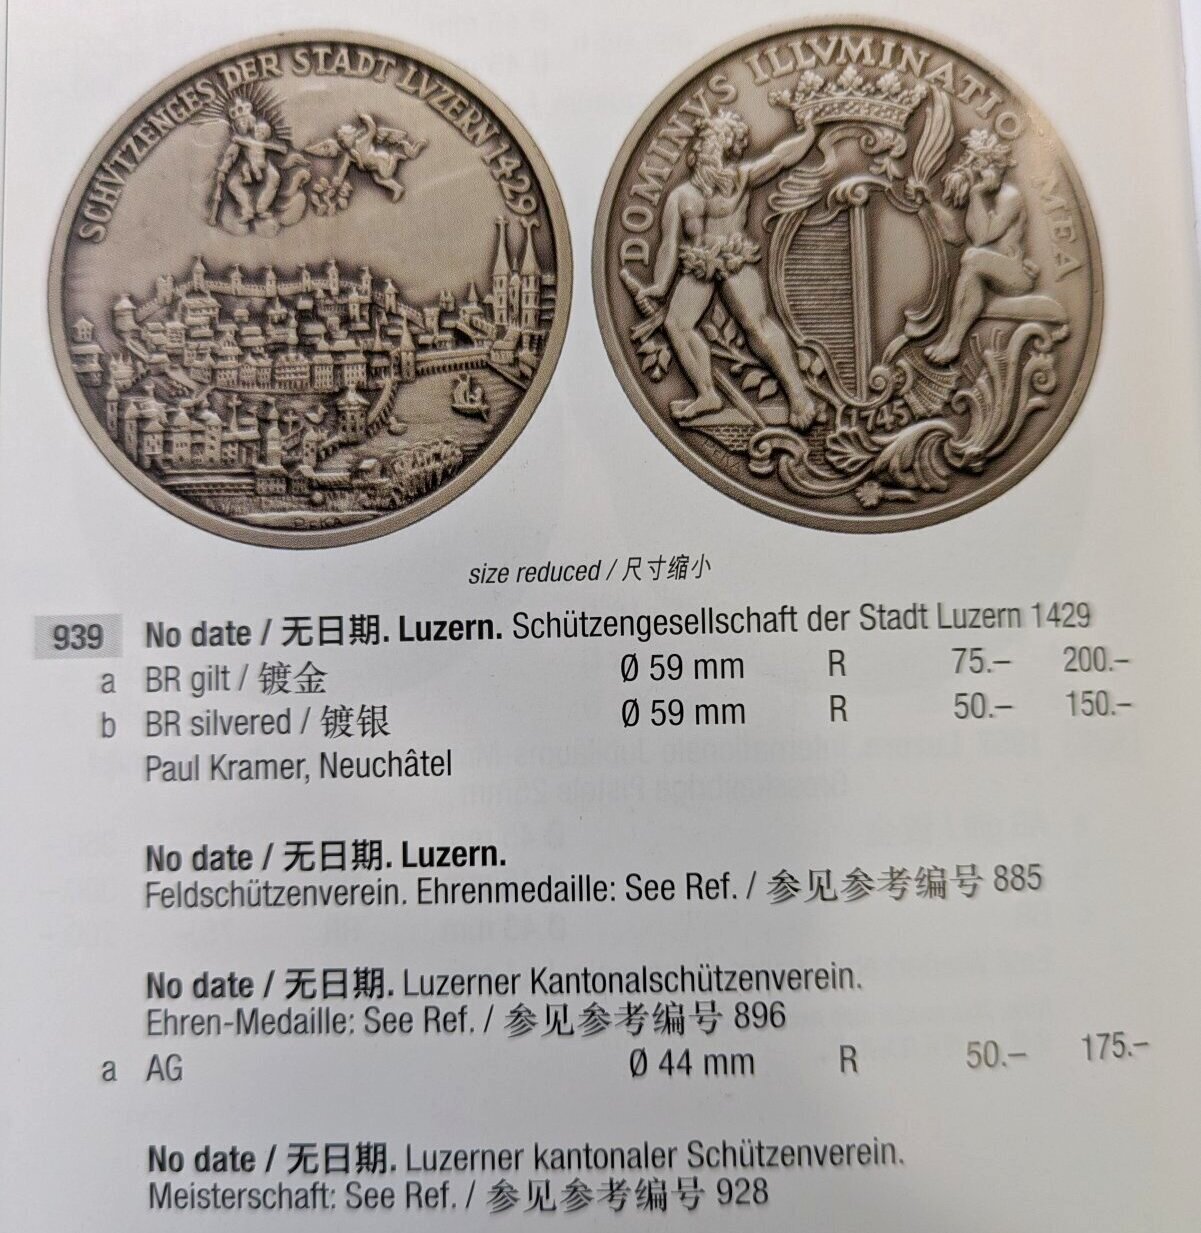 SCHVTZENGES DER STADT LVZERN 1429
DOMINVS ILLVMINATIO MEA
1745
size reduced / 尺寸缩小
939 No date / 无日期. Luzern. Schützengesellschaft der Stadt Luzern 1429
a BR gilt / 镀金 Ø 59 mm R 75.– 200.–
b BR silvered / 镀银 Ø 59 mm R 50.– 150.–
Paul Kramer, Neuchâtel
No date / 无日期. Luzern.
Feldschützenverein. Ehrenmedaille: See Ref. / 参见参考编号 885
No date / 无日期. Luzerner Kantonalschützenverein.
Ehren-Medaille: See Ref. / 参见参考编号 896
a AG Ø 44 mm R 50.– 175.–
No date / 无日期. Luzerner kantonaler Schützenverein.
Meisterschaft: See Ref. / 参见参考编号 928